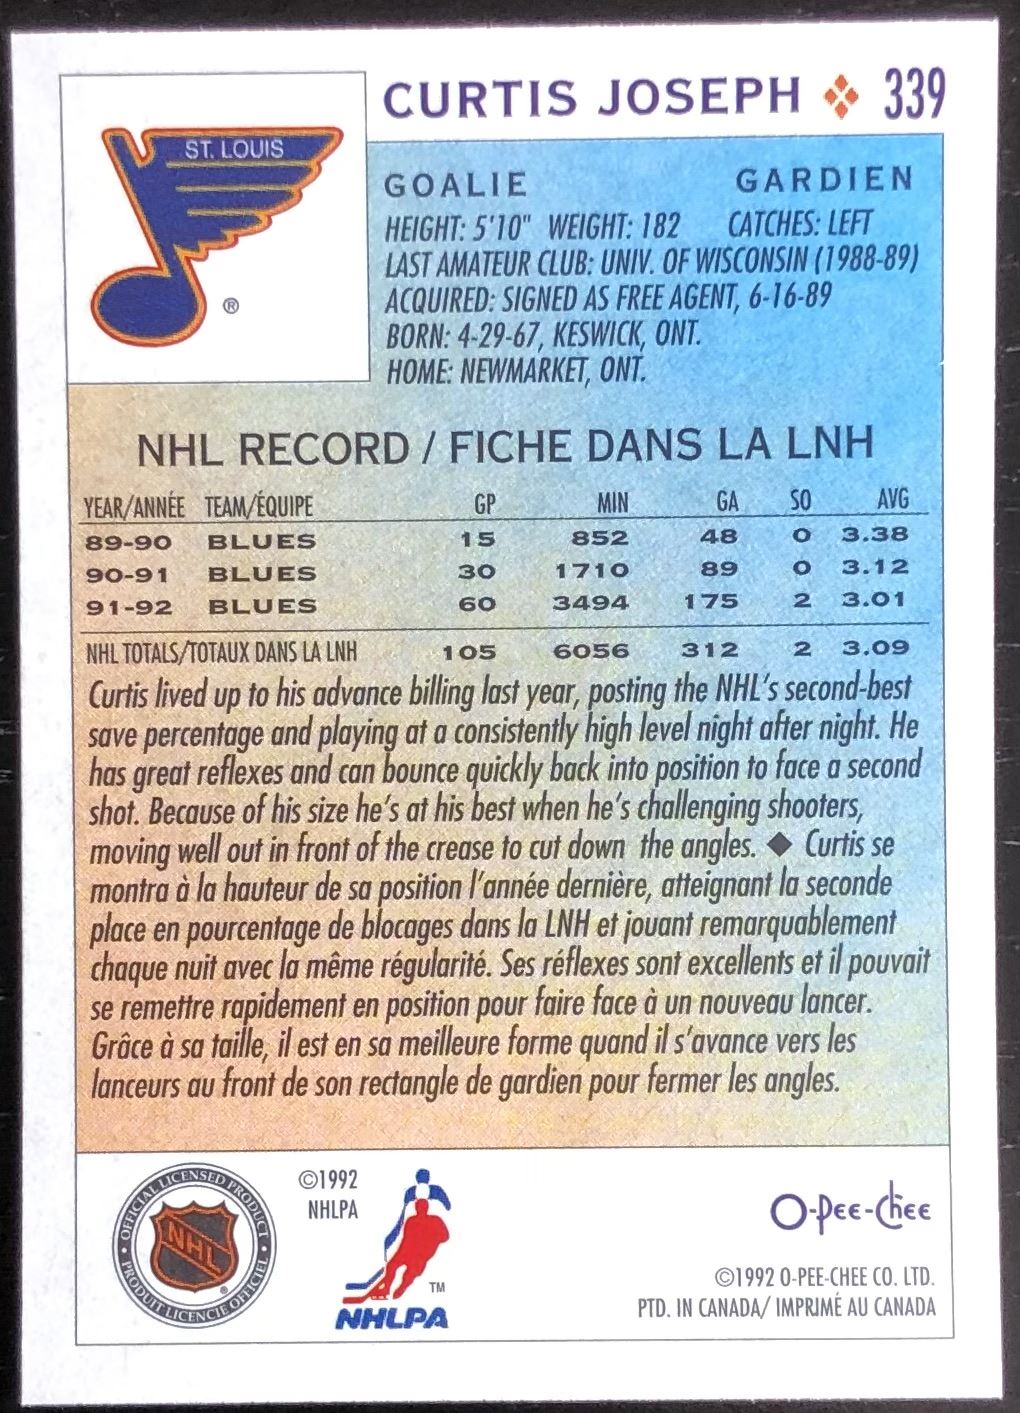 CURTIS JOSEPH 339
ST. LOUIS
®
GOALIE GARDIEN
HEIGHT: 5'10" WEIGHT: 182 CATCHES: LEFT
LAST AMATEUR CLUB: UNIV. OF WISCONSIN (1988-89)
ACQUIRED: SIGNED AS FREE AGENT, 6-16-89
BORN: 4-29-67, KESWICK, ONT.
HOME: NEWMARKET, ONT.
NHL RECORD / FICHE DANS LA LNH
YEAR/ANNÉE TEAM/ÉQUIPE GP MIN GA SO AVG
89-90 BLUES 15 852 48 0 3.38
90-91 BLUES 30 1710 89 0 3.12
91-92 BLUES 60 3494 175 2 3.01
NHL TOTALS/TOTAUX DANS LA LNH 105 6056 312 2 3.09
Curtis lived up to his advance billing last year, posting the NHL's second-best
save percentage and playing at a consistently high level night after night. He
has great reflexes and can bounce quickly back into position to face a second
shot. Because of his size he's at his best when he's challenging shooters,
moving well out in front of the crease to cut down the angles. ◆ Curtis se
montra à la hauteur de sa position l'année dernière, atteignant la seconde
place en pourcentage de blocages dans la LNH et jouant remarquablement
chaque nuit avec la même régularité. Ses réflexes sont excellents et il pouvait
se remettre rapidement en position pour faire face à un nouveau lancer.
Grâce à sa taille, il est en sa meilleure forme quand il s'avance vers les
lanceurs au front de son rectangle de gardien pour fermer les angles.
OFFICIAL LICENSED PRODUCT
NHL
®
PRODUIT LICENCIE OFFICIEL
©1992
NHLPA
TM
NHLPA
O-Pee-Chee
©1992 O-PEE-CHEE CO. LTD.
PTD. IN CANADA/ IMPRIMÉ AU CANADA